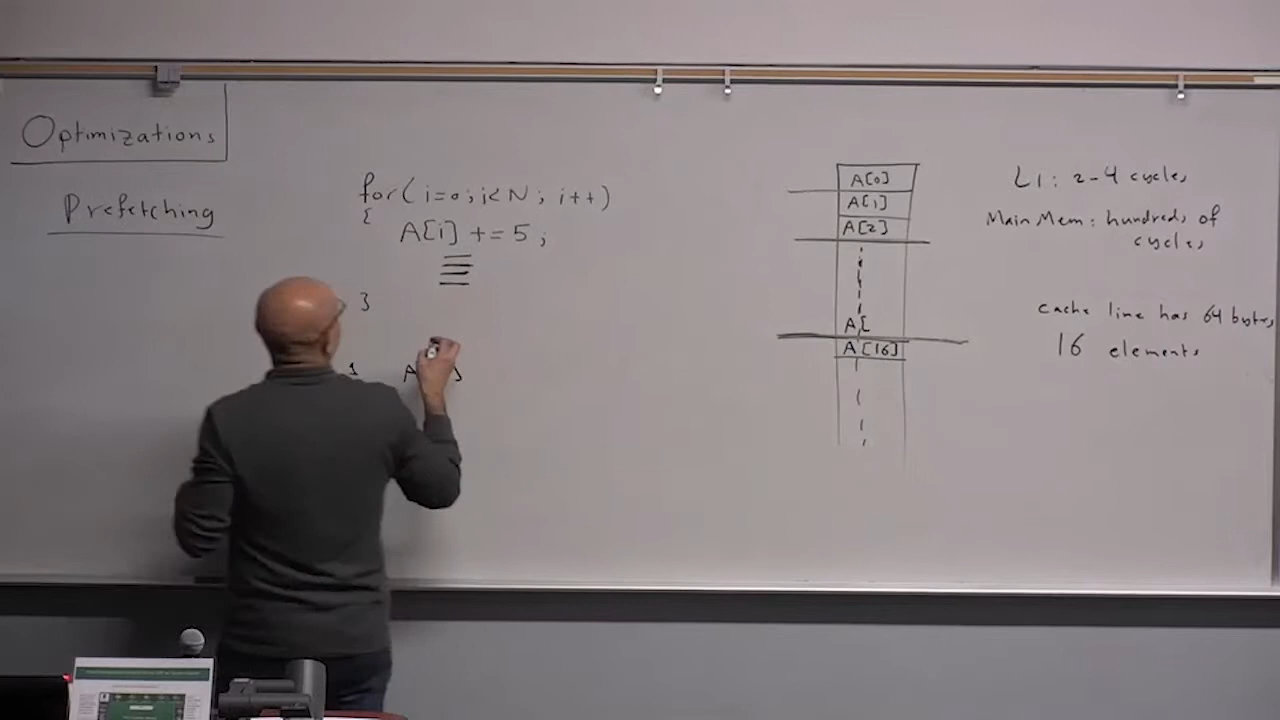 Optimizations
Prefetching
for( i=0; i<N; i++)
{
A[i] += 5;
}
1 A ]
A[0]
A[1]
A[2]
A[
A[16]
L1: 2-4 cycles
Main Mem: hundreds of
cycles
cache line has 64 bytes
16 elements